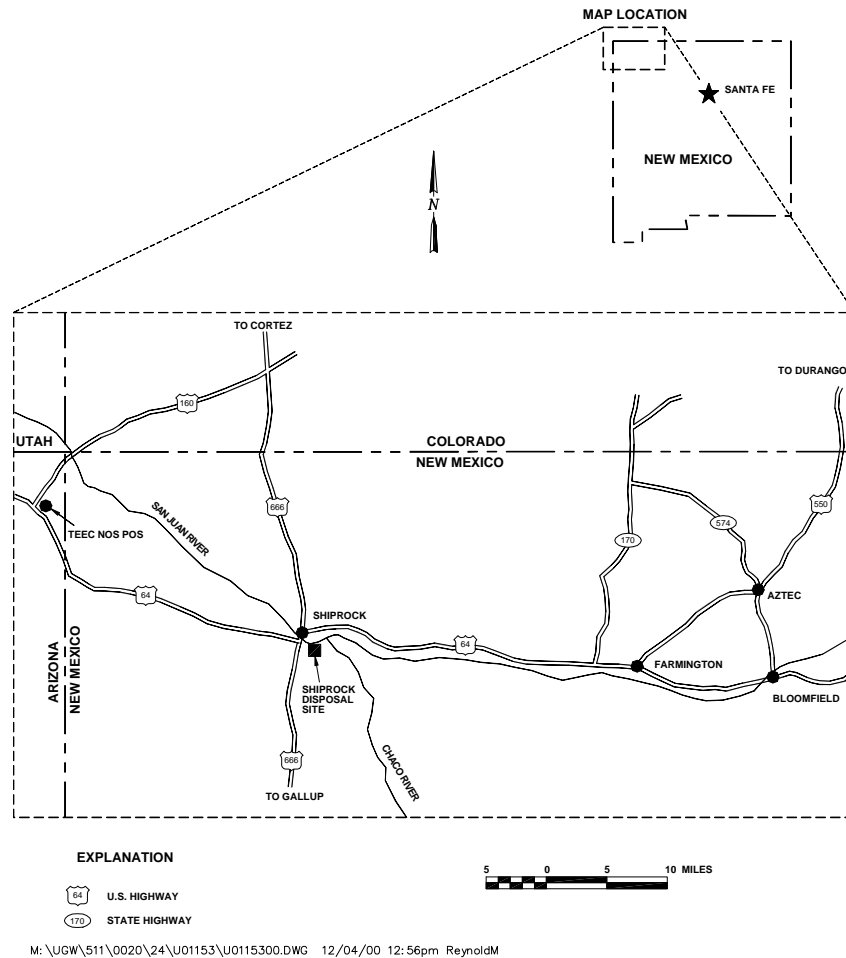 MAP LOCATION
SANTA FE
NEW MEXICO
N
TO CORTEZ
TO DURANGO
160
UTAH
COLORADO
NEW MEXICO
666
550
574
SAN JUAN RIVER
TEEC NOS POS
170
64
AZTEC
SHIPROCK
64
ARIZONA
NEW MEXICO
FARMINGTON
SHIPROCK
DISPOSAL
SITE
BLOOMFIELD
CHACO RIVER
666
TO GALLUP
EXPLANATION
5 0 5 10 MILES
64 U.S. HIGHWAY
170 STATE HIGHWAY
M:\UGW\511\0020\24\U01153\U0115300.DWG 12/04/00 12:56pm ReynoldM